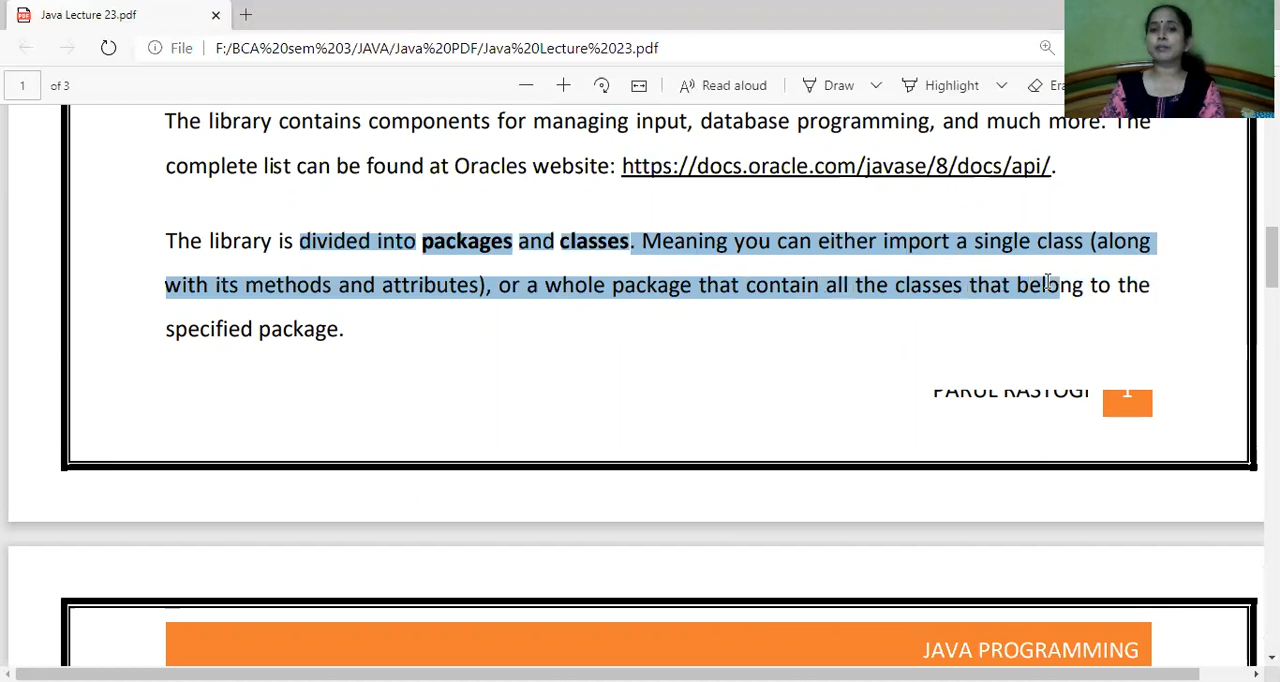 Java Lecture 23.pdf
File F:/BCA%20sem%203/JAVA/Java%20PDF/Java%20Lecture%2023.pdf
1 of 3 Read aloud Draw Highlight
The library contains components for managing input, database programming, and much more. The
complete list can be found at Oracles website: https://docs.oracle.com/javase/8/docs/api/.
The library is divided into packages and classes. Meaning you can either import a single class (along
with its methods and attributes), or a whole package that contain all the classes that belong to the
specified package.
PARUL RASTOGI 1
JAVA PROGRAMMING